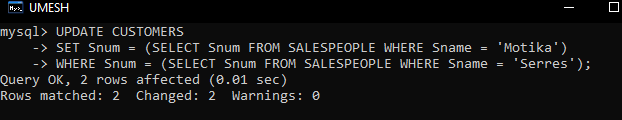 UMESH
mysql> UPDATE CUSTOMERS
    -> SET Snum = (SELECT Snum FROM SALESPEOPLE WHERE Sname = 'Motika')
    -> WHERE Snum = (SELECT Snum FROM SALESPEOPLE WHERE Sname = 'Serres');
Query OK, 2 rows affected (0.01 sec)
Rows matched: 2  Changed: 2  Warnings: 0